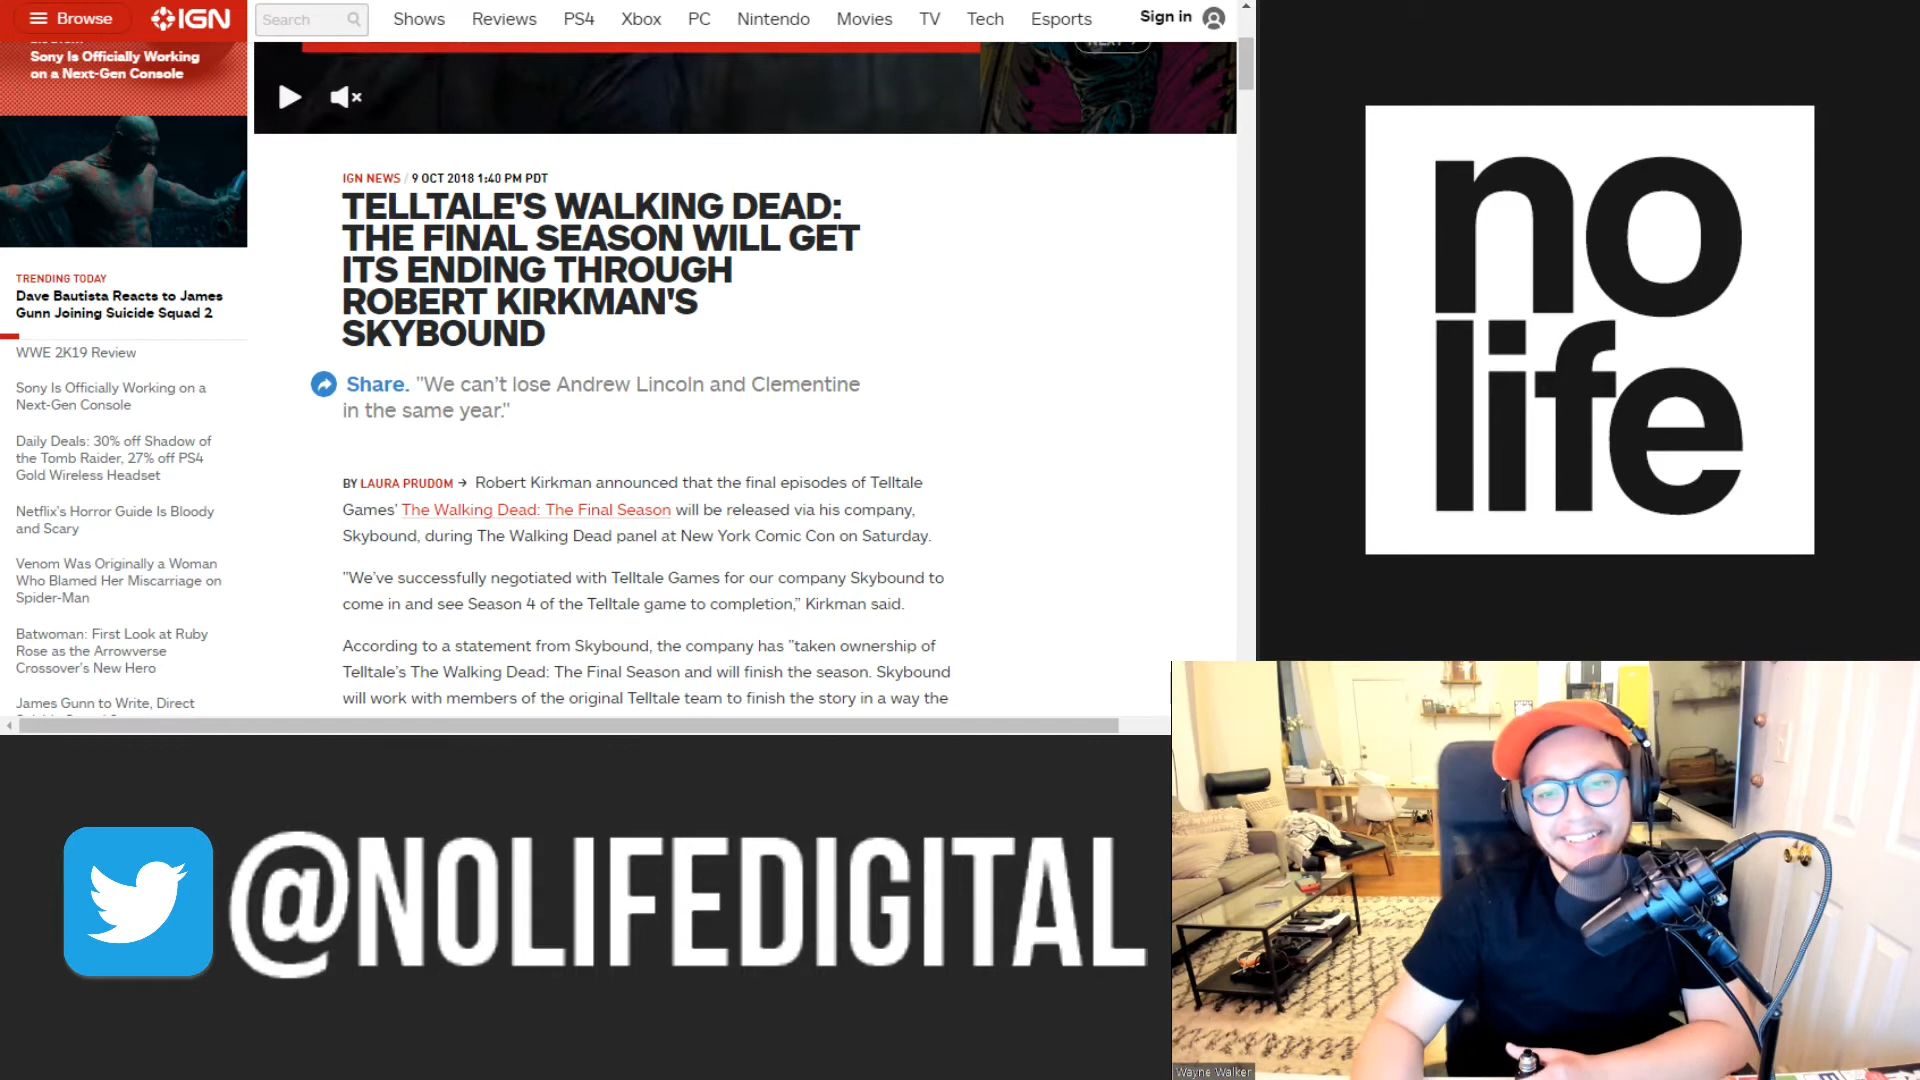 Browse
IGN
Search
Shows
Reviews
PS4
Xbox
PC
Nintendo
Movies
TV
Tech
Esports
Sign in
Sony Is Officially Working
on a Next-Gen Console
TRENDING TODAY
Dave Bautista Reacts to James
Gunn Joining Suicide Squad 2
WWE 2K19 Review
Sony Is Officially Working on a
Next-Gen Console
Daily Deals: 30% off Shadow of
the Tomb Raider, 27% off PS4
Gold Wireless Headset
Netflix's Horror Guide Is Bloody
and Scary
Venom Was Originally a Woman
Who Blamed Her Miscarriage on
Spider-Man
Batwoman: First Look at Ruby
Rose as the Arrowverse
Crossover's New Hero
James Gunn to Write, Direct
IGN NEWS / 9 OCT 2018 1:40 PM PDT
TELLTALE'S WALKING DEAD:
THE FINAL SEASON WILL GET
ITS ENDING THROUGH
ROBERT KIRKMAN'S
SKYBOUND
Share. "We can't lose Andrew Lincoln and Clementine
in the same year."
BY LAURA PRUDOM → Robert Kirkman announced that the final episodes of Telltale
Games' The Walking Dead: The Final Season will be released via his company,
Skybound, during The Walking Dead panel at New York Comic Con on Saturday.
"We've successfully negotiated with Telltale Games for our company Skybound to
come in and see Season 4 of the Telltale game to completion," Kirkman said.
According to a statement from Skybound, the company has "taken ownership of
Telltale's The Walking Dead: The Final Season and will finish the season. Skybound
will work with members of the original Telltale team to finish the story in a way the
no
life
@NOLIFEDIGITAL
Wayne Walker